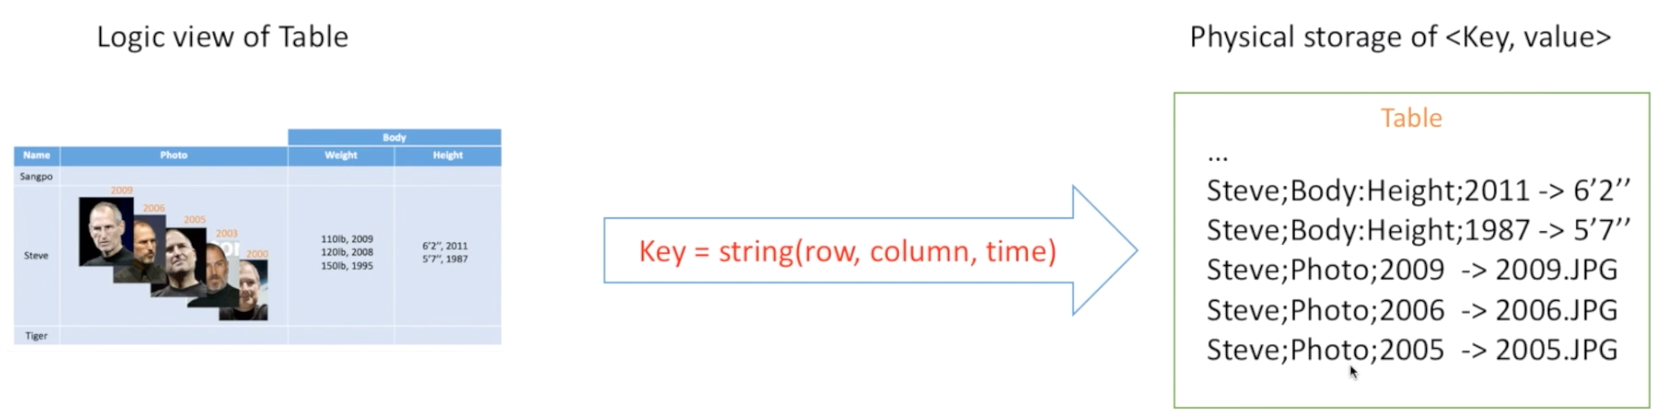 Logic view of Table
Physical storage of <Key, value>
Body
Name Photo Weight Height
Sangpo
Steve
2009
2006
2005
2003
2000
110lb, 2009
120lb, 2008
150lb, 1995
6'2'', 2011
5'7'', 1987
Tiger
Key = string(row, column, time)
Table
...
Steve;Body:Height;2011 -> 6'2''
Steve;Body:Height;1987 -> 5'7''
Steve;Photo;2009 -> 2009.JPG
Steve;Photo;2006 -> 2006.JPG
Steve;Photo;2005 -> 2005.JPG